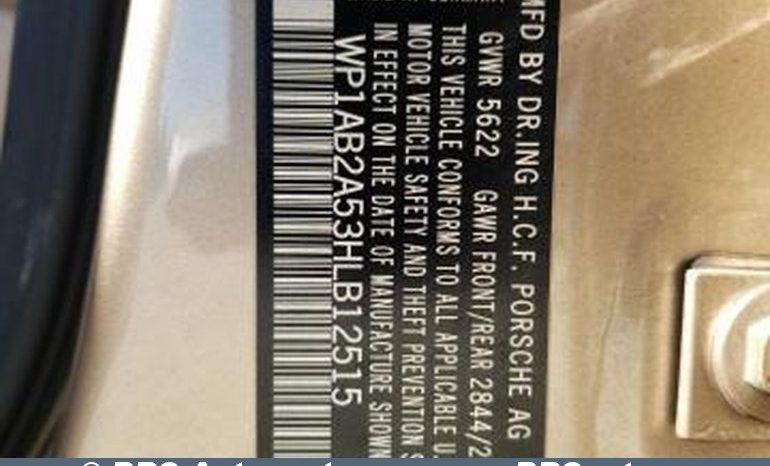 MFD BY DR.ING H.C.F. PORSCHE AG
GVWR 5622 GAWR FRONT/REAR 2844/2
THIS VEHICLE CONFORMS TO ALL APPLICABLE U.
MOTOR VEHICLE SAFETY AND THEFT PREVENTION S
IN EFFECT ON THE DATE OF MANUFACTURE SHOWN
WP1AB2A53HLB12515